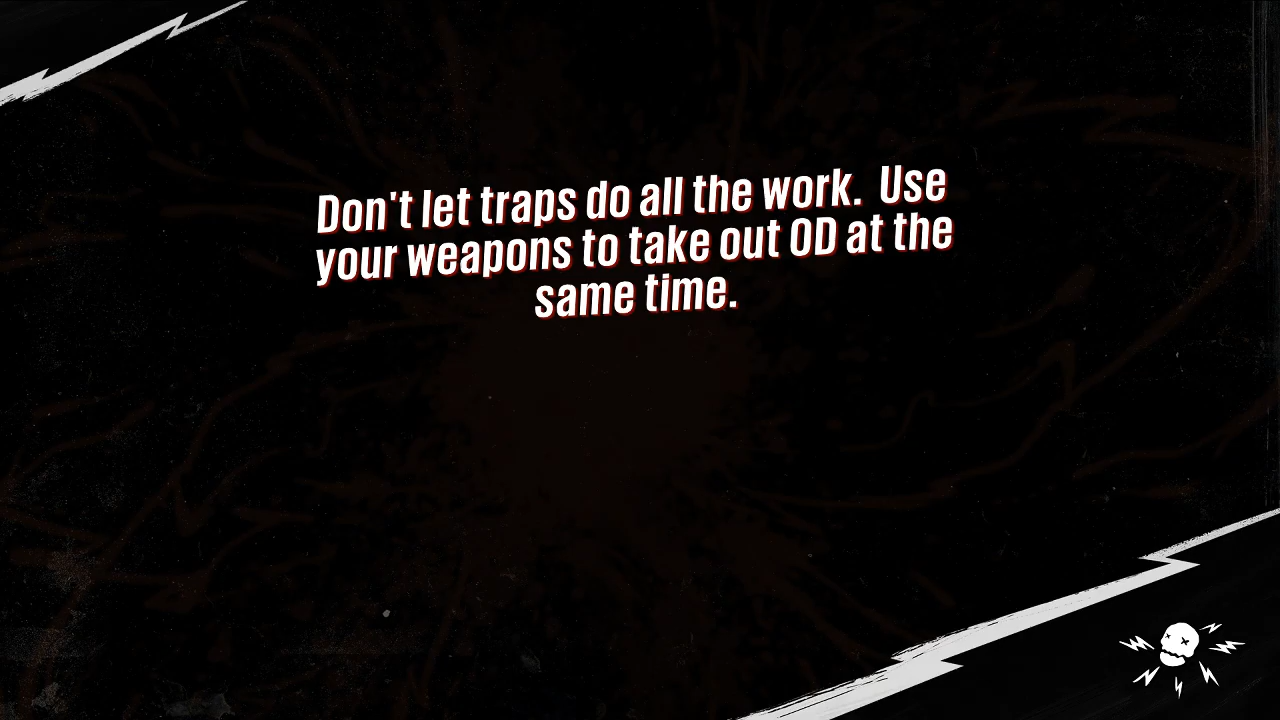 Don't let traps do all the work.  Use
your weapons to take out OD at the
same time.